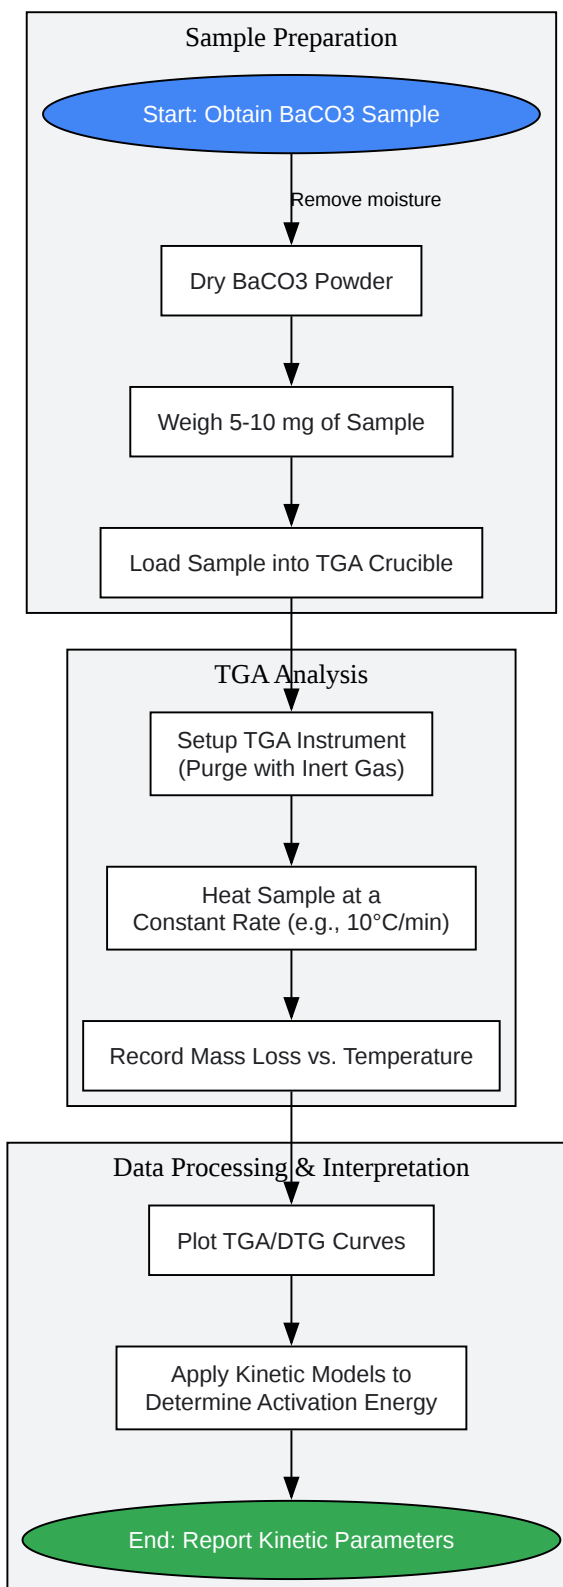 Sample Preparation
Start: Obtain BaCO3 Sample
Remove moisture
Dry BaCO3 Powder
Weigh 5-10 mg of Sample
Load Sample into TGA Crucible
TGA Analysis
Setup TGA Instrument
(Purge with Inert Gas)
Heat Sample at a
Constant Rate (e.g., 10°C/min)
Record Mass Loss vs. Temperature
Data Processing & Interpretation
Plot TGA/DTG Curves
Apply Kinetic Models to
Determine Activation Energy
End: Report Kinetic Parameters